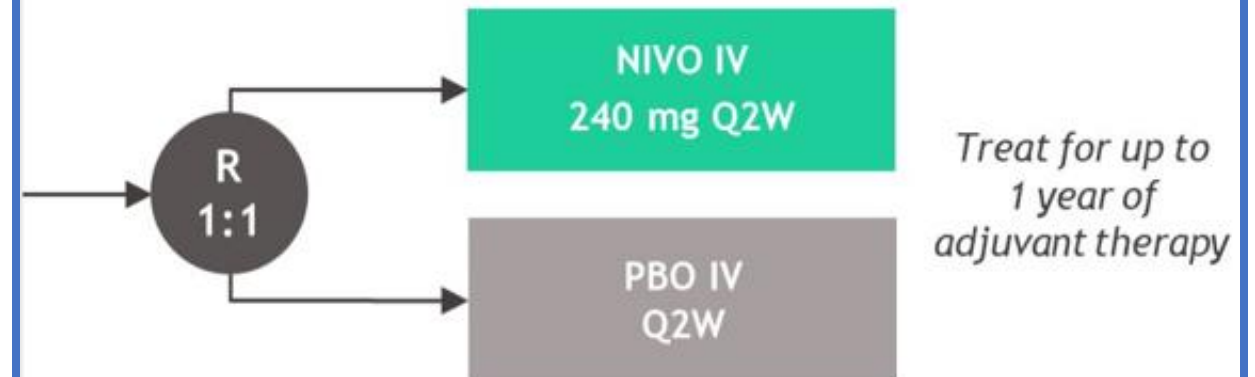 R
1:1
NIVO IV
240 mg Q2W
PBO IV
Q2W
Treat for up to
1 year of
adjuvant therapy